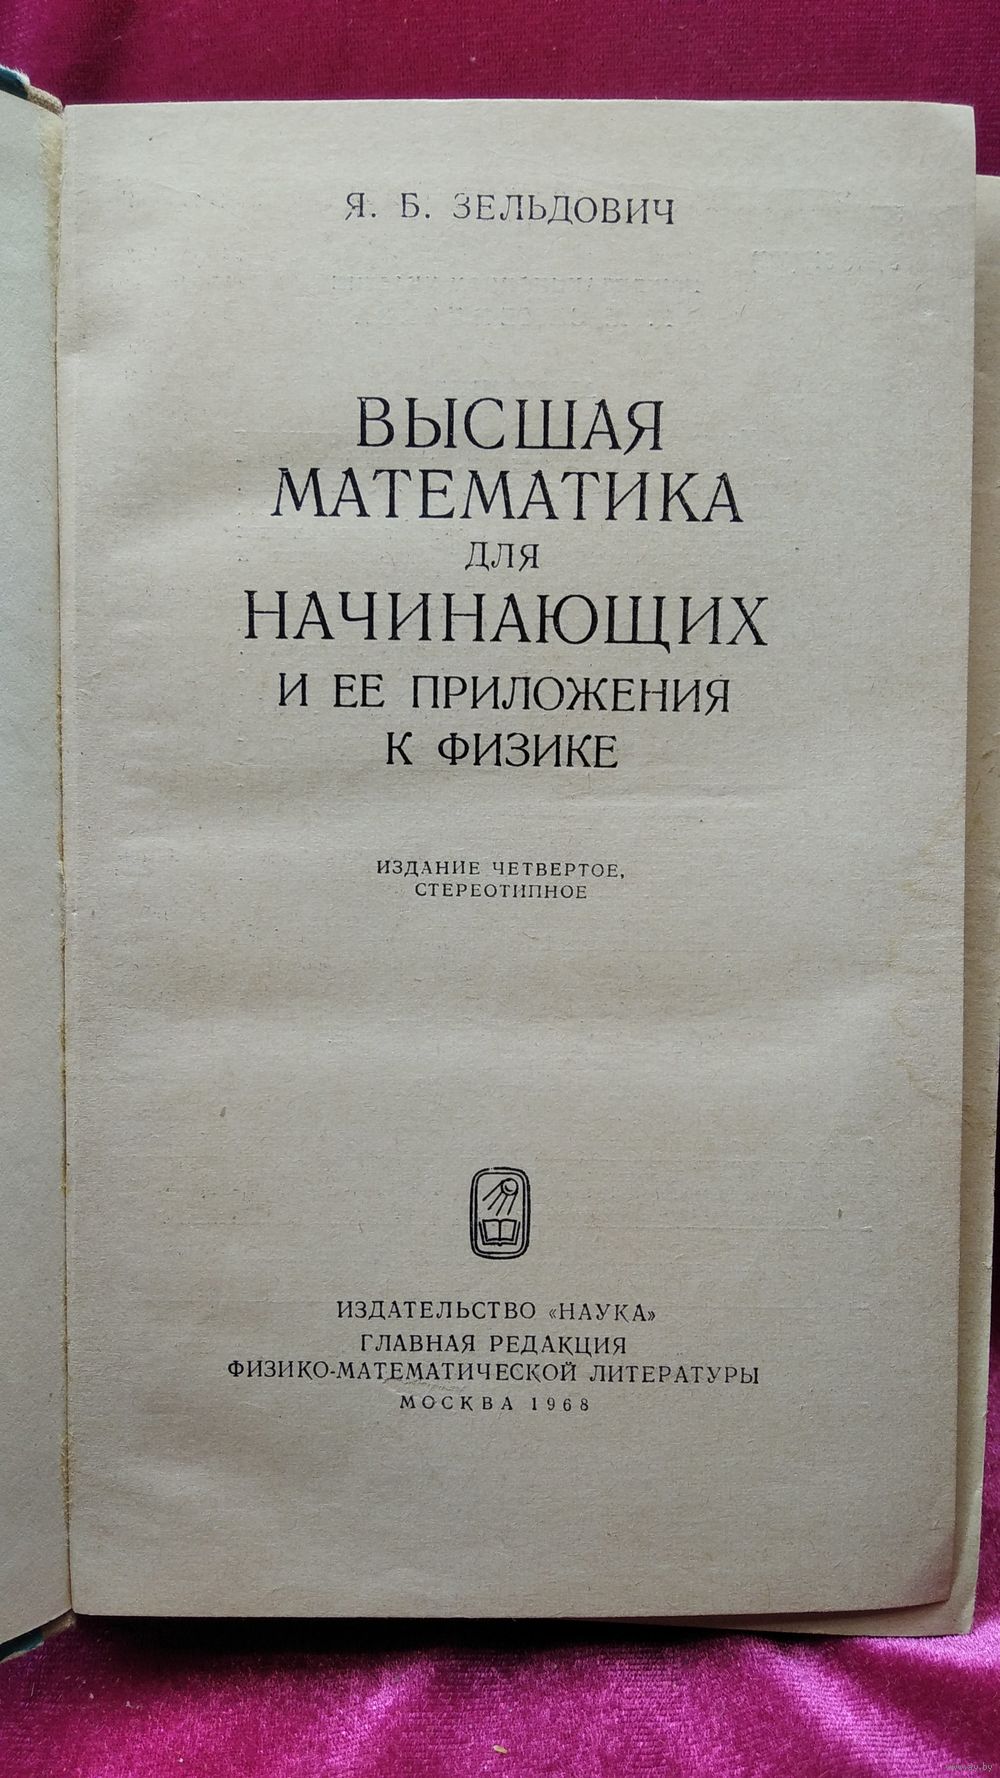 Я. Б. ЗЕЛЬДОВИЧ
ВЫСШАЯ
МАТЕМАТИКА
ДЛЯ
НАЧИНАЮЩИХ
И ЕЕ ПРИЛОЖЕНИЯ
К ФИЗИКЕ
ИЗДАНИЕ ЧЕТВЕРТОЕ,
СТЕРЕОТИПНОЕ
ИЗДАТЕЛЬСТВО «НАУКА»
ГЛАВНАЯ РЕДАКЦИЯ
ФИЗИКО-МАТЕМАТИЧЕСКОЙ ЛИТЕРАТУРЫ
МОСКВА 1968